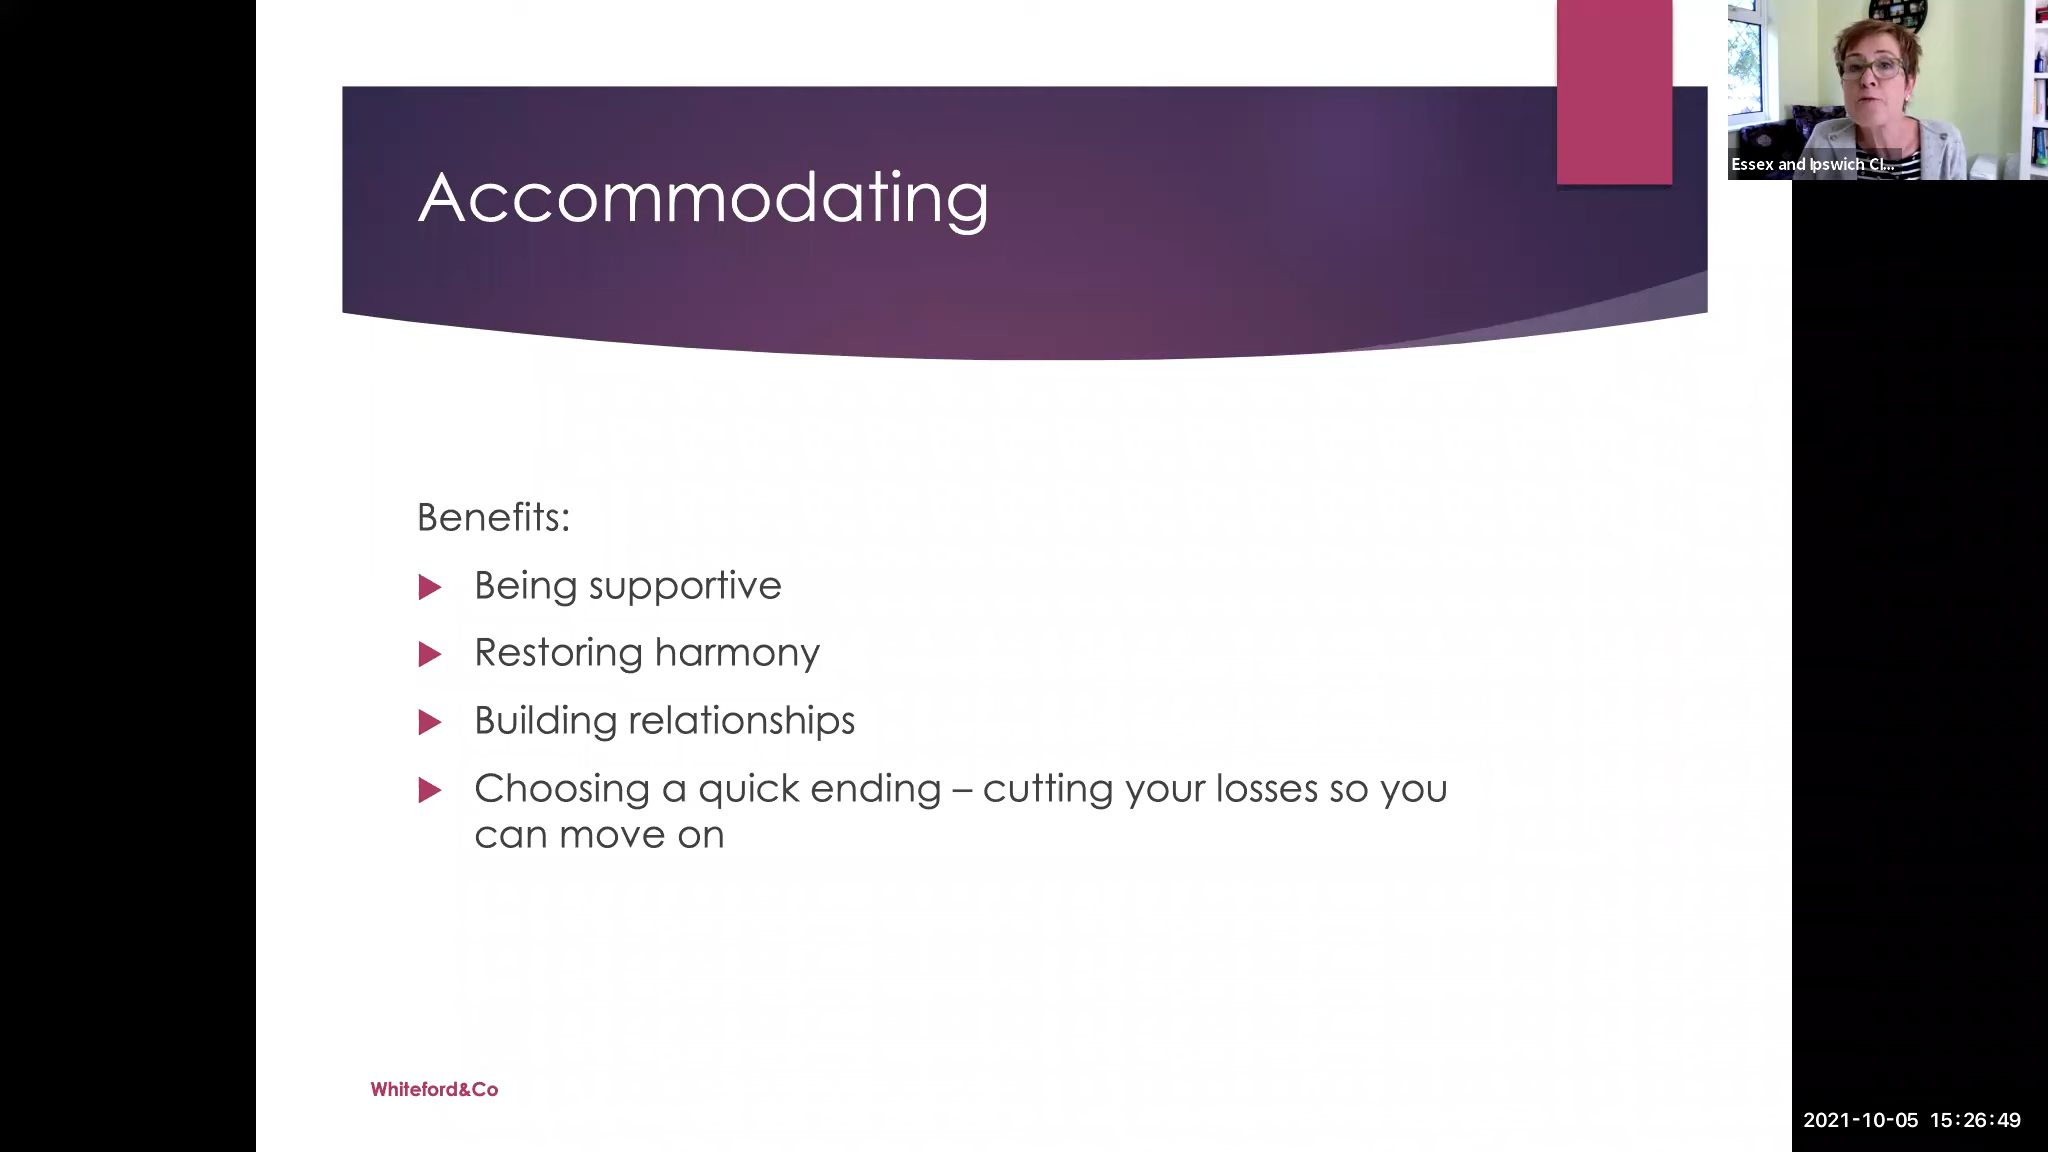 Accommodating
Essex and Ipswich Cl...
Benefits:
Being supportive
Restoring harmony
Building relationships
Choosing a quick ending – cutting your losses so you
can move on
Whiteford&Co
2021-10-05 15:26:49